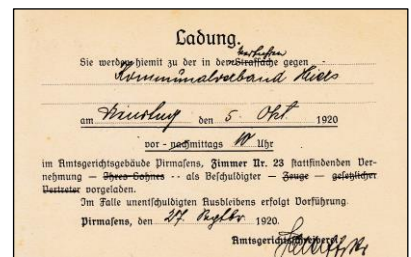 Ladung.
Sie werden hiemit zu der in der Strafsache gegen
Kommunalverband
am Dienstag den 5. Okt. 1920
vor - nachmittags 10 Uhr
im Amtsgerichtsgebäude Pirmasens, Zimmer Nr. 23 stattfindenden Ver-
nehmung — Ihres Sohnes -- als Beschuldigter — Zeuge — gesetzlicher
Vertreter vorgeladen.
Im Falle unentschuldigten Ausbleibens erfolgt Vorführung.
Pirmasens, den 27. Septbr. 1920.
Amtsgerichtsschreiberei